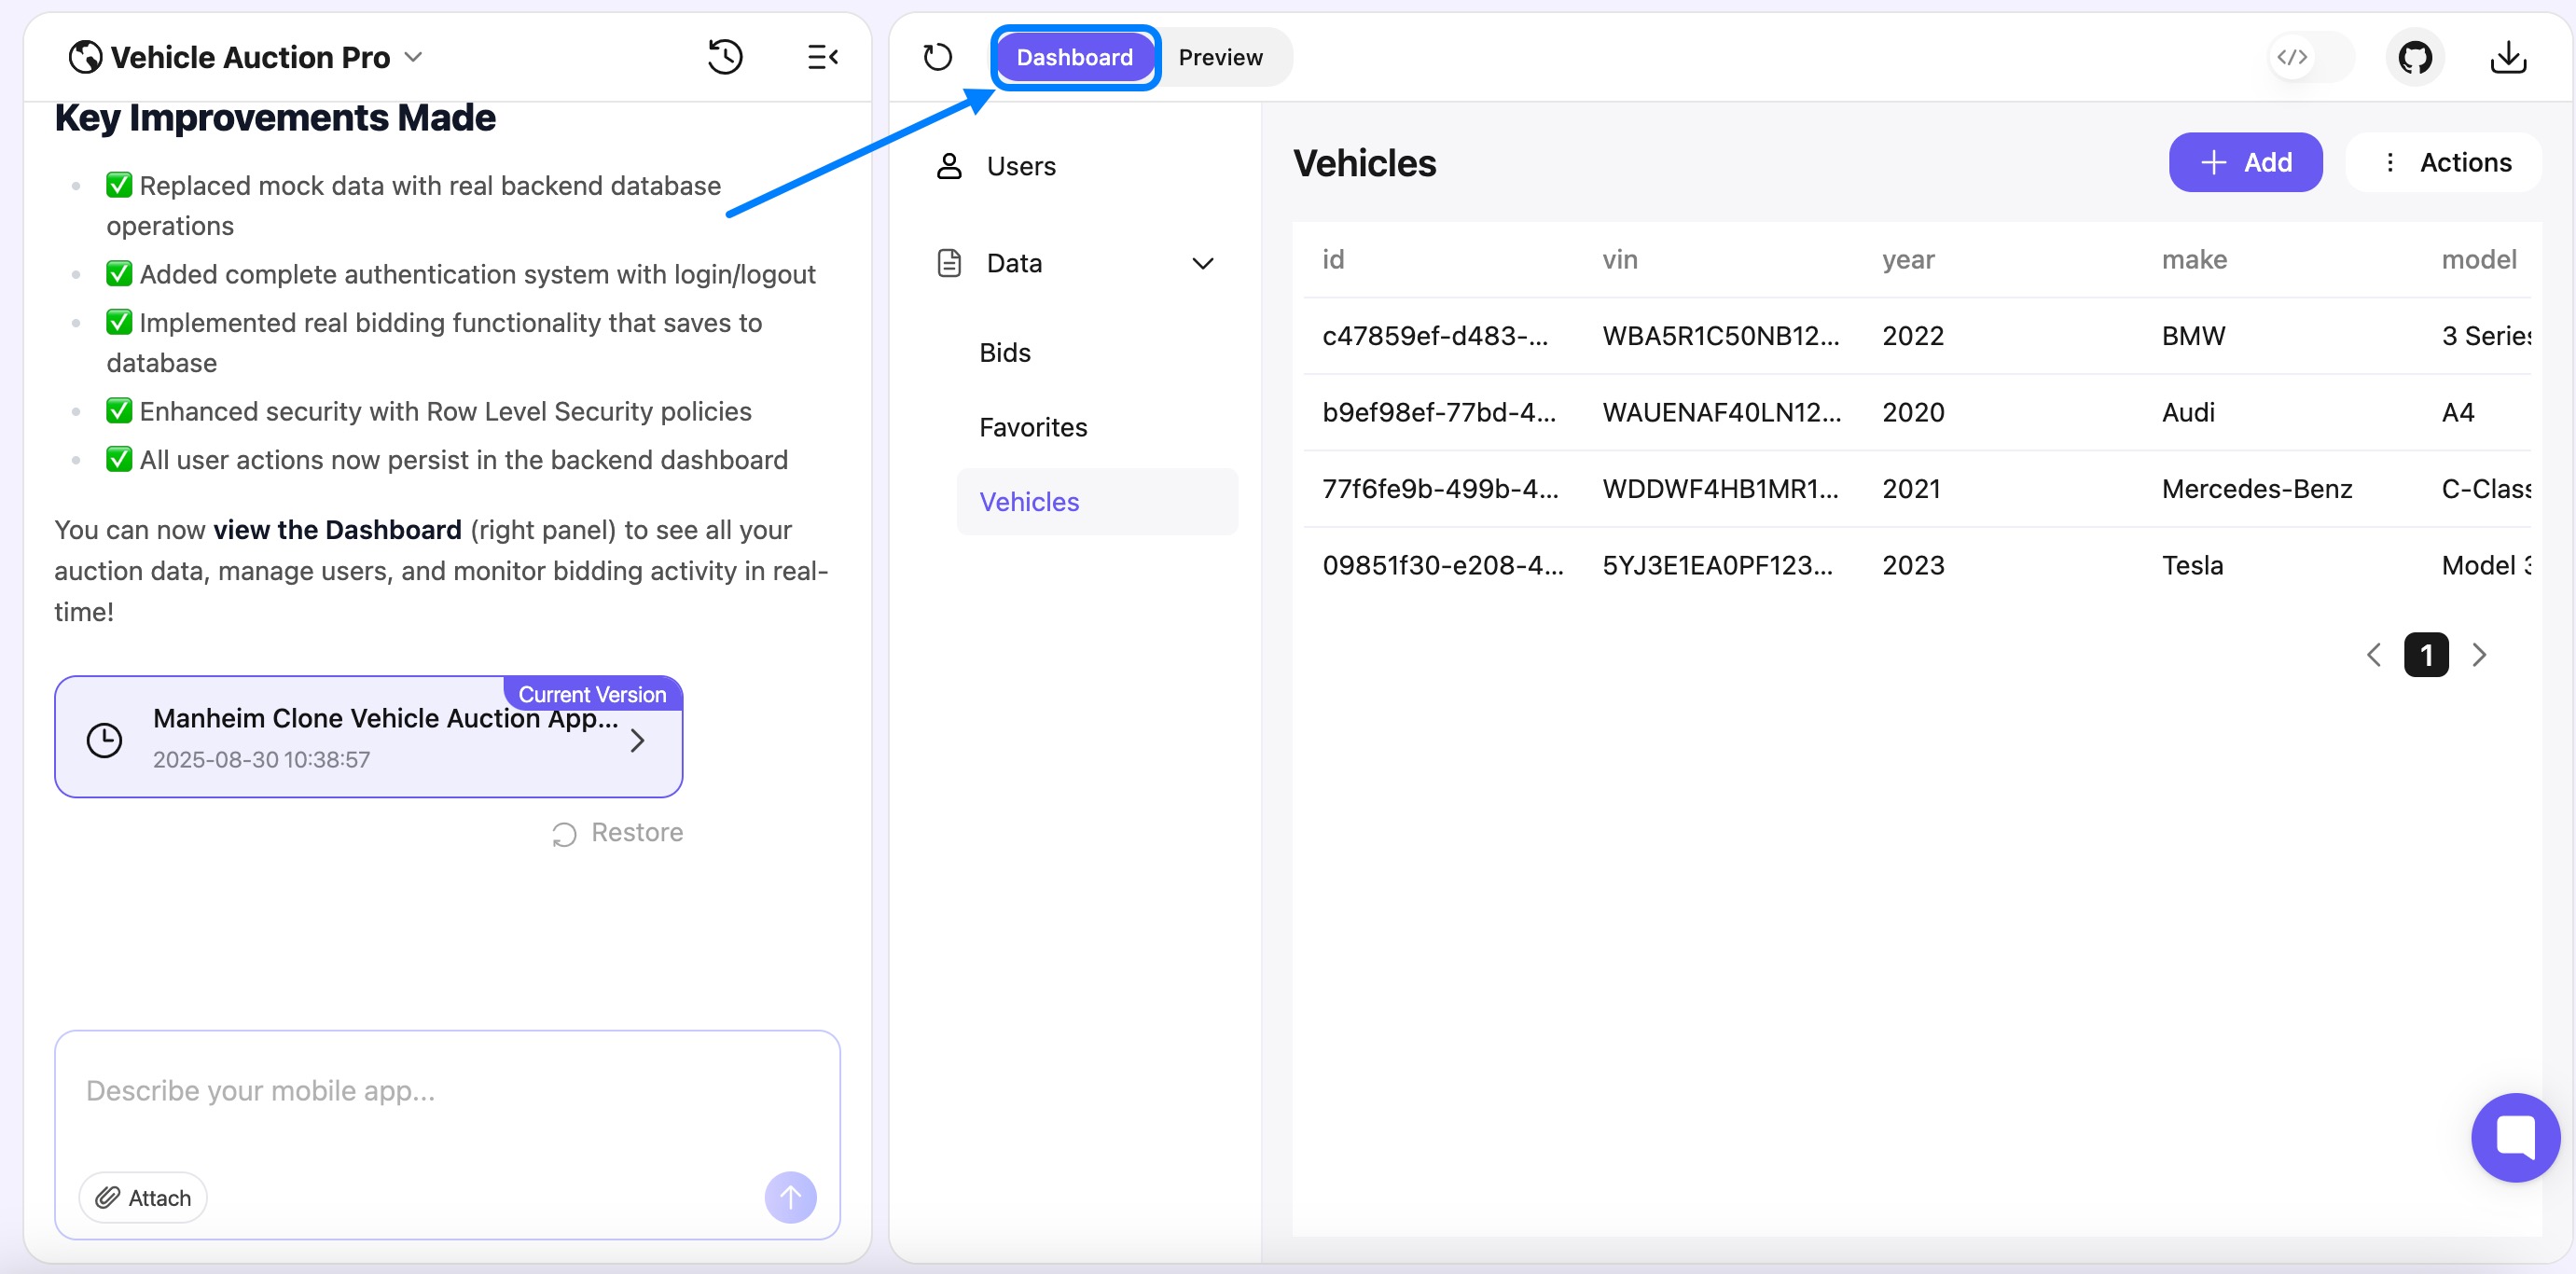 Vehicle Auction Pro
Key Improvements Made
✅ Replaced mock data with real backend database
operations
✅ Added complete authentication system with login/logout
✅ Implemented real bidding functionality that saves to
database
✅ Enhanced security with Row Level Security policies
✅ All user actions now persist in the backend dashboard
You can now view the Dashboard (right panel) to see all your
auction data, manage users, and monitor bidding activity in real-
time!
Current Version
Manheim Clone Vehicle Auction App...
2025-08-30 10:38:57
Restore
Describe your mobile app...
Attach
Dashboard Preview
Users
Data
Bids
Favorites
Vehicles
Vehicles
+ Add
Actions
id vin year make model
c47859ef-d483-... WBA5R1C50NB12... 2022 BMW 3 Series
b9ef98ef-77bd-4... WAUENAF40LN12... 2020 Audi A4
77f6fe9b-499b-4... WDDWF4HB1MR1... 2021 Mercedes-Benz C-Class
09851f30-e208-4... 5YJ3E1EA0PF123... 2023 Tesla Model 3
1